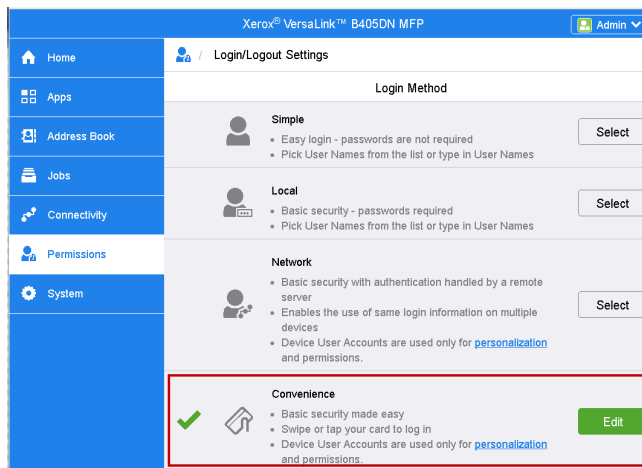 Xerox® VersaLink™ B405DN MFP
Admin
Home
Apps
Address Book
Jobs
Connectivity
Permissions
System
/ Login/Logout Settings
Login Method
Simple
• Easy login - passwords are not required
• Pick User Names from the list or type in User Names
Select
Local
• Basic security - passwords required
• Pick User Names from the list or type in User Names
Select
Network
• Basic security with authentication handled by a remote
server
• Enables the use of same login information on multiple
devices
• Device User Accounts are used only for personalization
and permissions.
Select
Convenience
• Basic security made easy
• Swipe or tap your card to log in
• Device User Accounts are used only for personalization
and permissions.
Edit